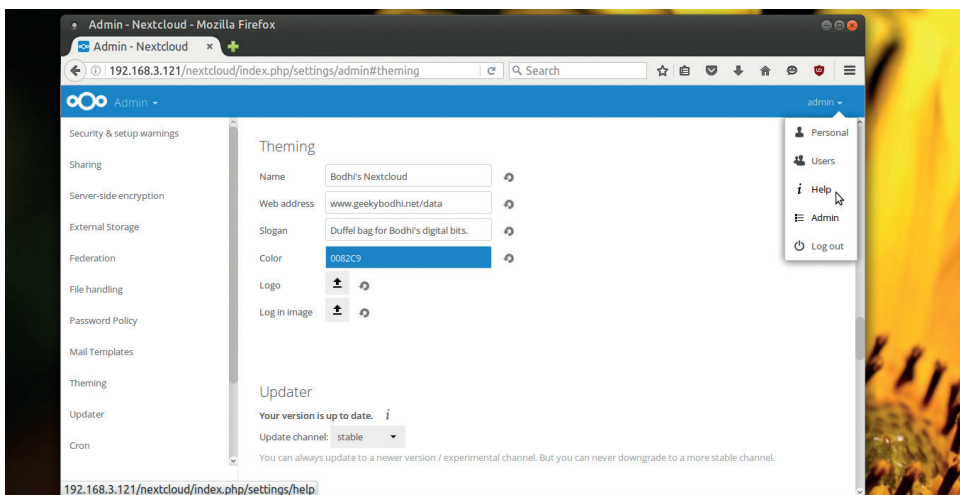 Admin - Nextcloud - Mozilla Firefox
Admin - Nextcloud
192.168.3.121/nextcloud/index.php/settings/admin#theming
Search
Admin
admin
Personal
Users
Help
Admin
Log out
Security & setup warnings
Sharing
Server-side encryption
External Storage
Federation
File handling
Password Policy
Mail Templates
Theming
Updater
Cron
Theming
Name Bodhi's Nextcloud
Web address www.geekybodhi.net/data
Slogan Duffel bag for Bodhi's digital bits.
Color 0082C9
Logo
Log in image
Updater
Your version is up to date. i
Update channel: stable
You can always update to a newer version / experimental channel. But you can never downgrade to a more stable channel.
192.168.3.121/nextcloud/index.php/settings/help